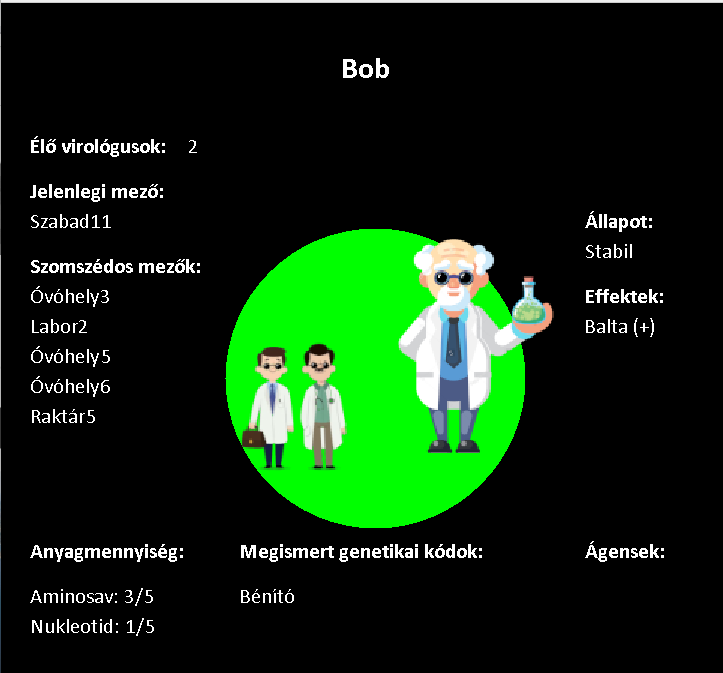 Bob
Élő virológusok: 2
Jelenlegi mező:
Szabad11
Szomszédos mezők:
Óvóhely3
Labor2
Óvóhely5
Óvóhely6
Raktár5
Állapot:
Stabil
Effektek:
Balta (+)
Anyagmennyiség:
Aminosav: 3/5
Nukleotid: 1/5
Megismert genetikai kódok:
Bénító
Ágensek: